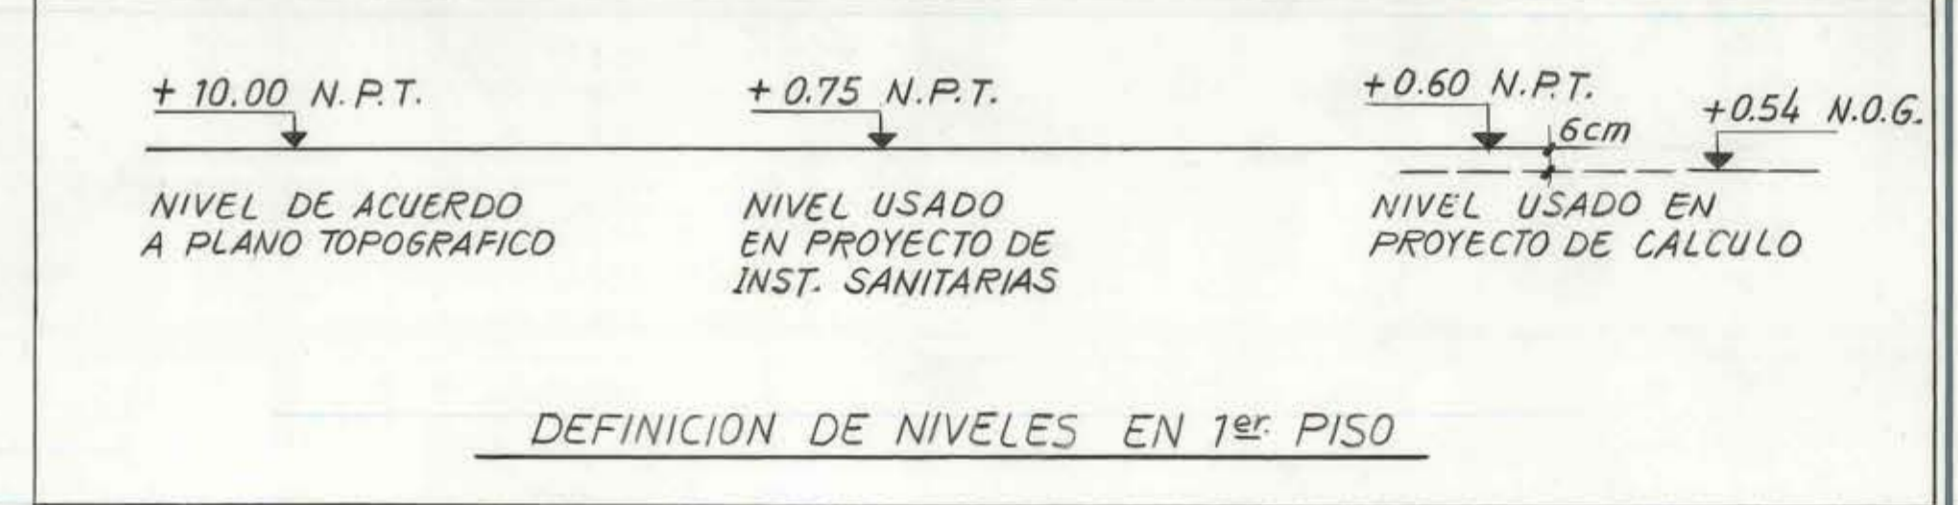 + 10.00 N.P.T.
NIVEL DE ACUERDO
A PLANO TOPOGRAFICO
+ 0.75 N.P.T.
NIVEL USADO
EN PROYECTO DE
INST. SANITARIAS
+0.60 N.P.T.
6cm
+0.54 N.O.G.
NIVEL USADO EN
PROYECTO DE CALCULO
DEFINICION DE NIVELES EN 1er. PISO